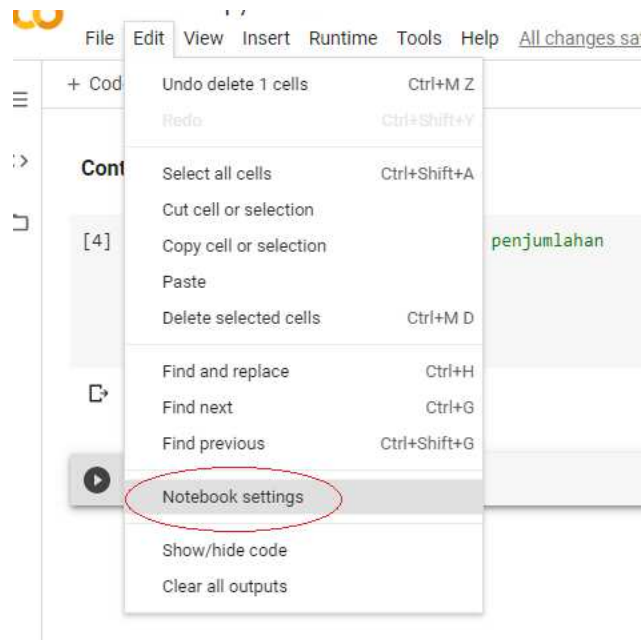 File Edit View Insert Runtime Tools Help All changes sa
+ Cod
Undo delete 1 cells Ctrl+M Z
Redo Ctrl+Shift+Y
Select all cells Ctrl+Shift+A
Cont
Cut cell or selection
[4] Copy cell or selection penjumlahan
Paste
Delete selected cells Ctrl+M D
Find and replace Ctrl+H
Find next Ctrl+G
Find previous Ctrl+Shift+G
Notebook settings
Show/hide code
Clear all outputs